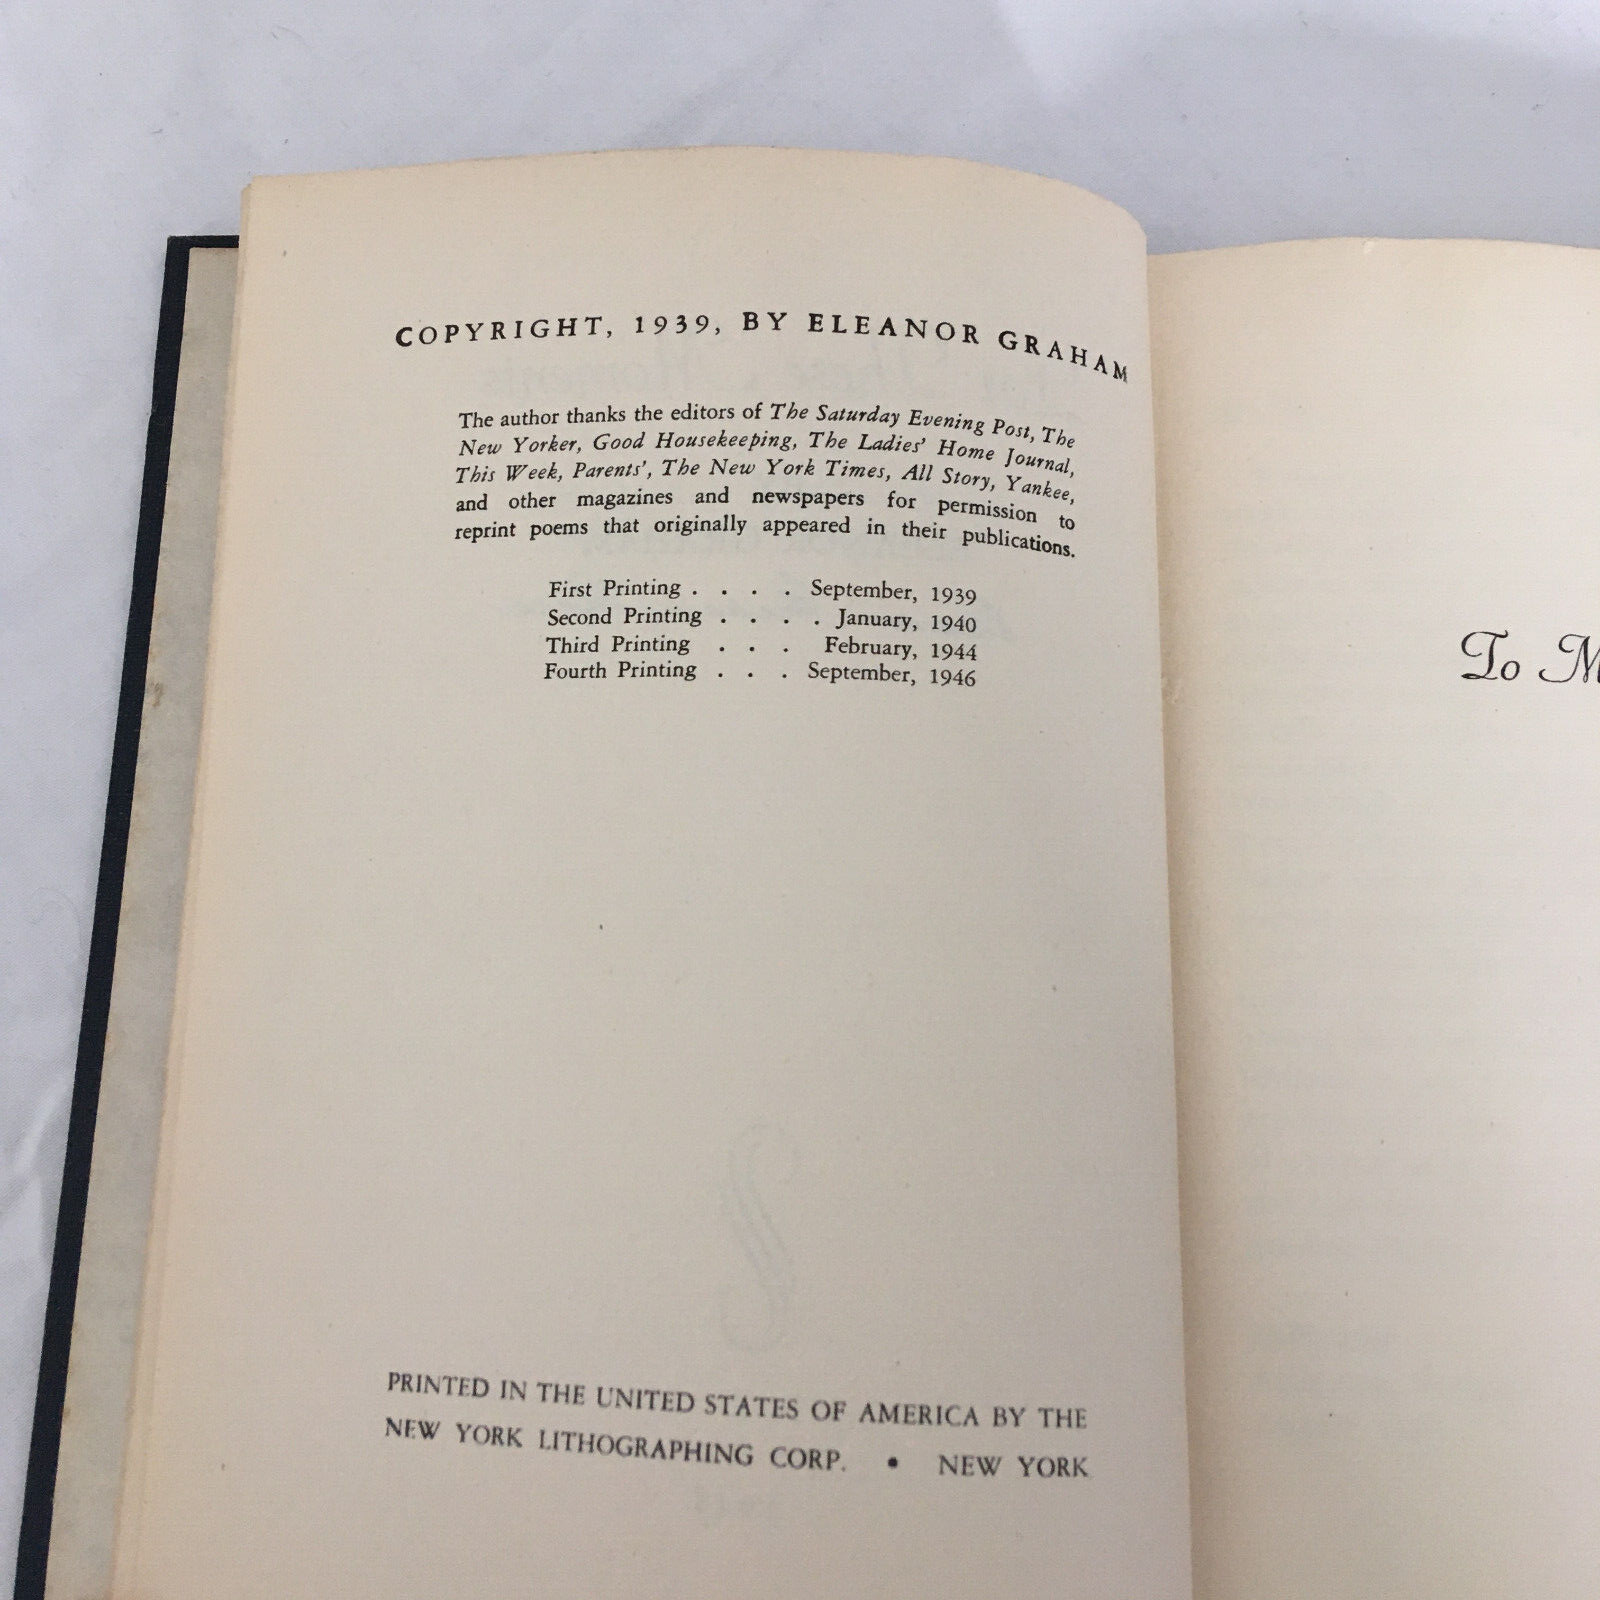 COPYRIGHT, 1939, BY ELEANOR GRAHAM
The author thanks the editors of The Saturday Evening Post, The
New Yorker, Good Housekeeping, The Ladies' Home Journal,
This Week, Parents', The New York Times, All Story, Yankee,
and other magazines and newspapers for permission to
reprint poems that originally appeared in their publications.
First Printing . . . . September, 1939
Second Printing . . . . January, 1940
Third Printing . . . February, 1944
Fourth Printing . . . September, 1946
PRINTED IN THE UNITED STATES OF AMERICA BY THE
NEW YORK LITHOGRAPHING CORP. • NEW YORK
To